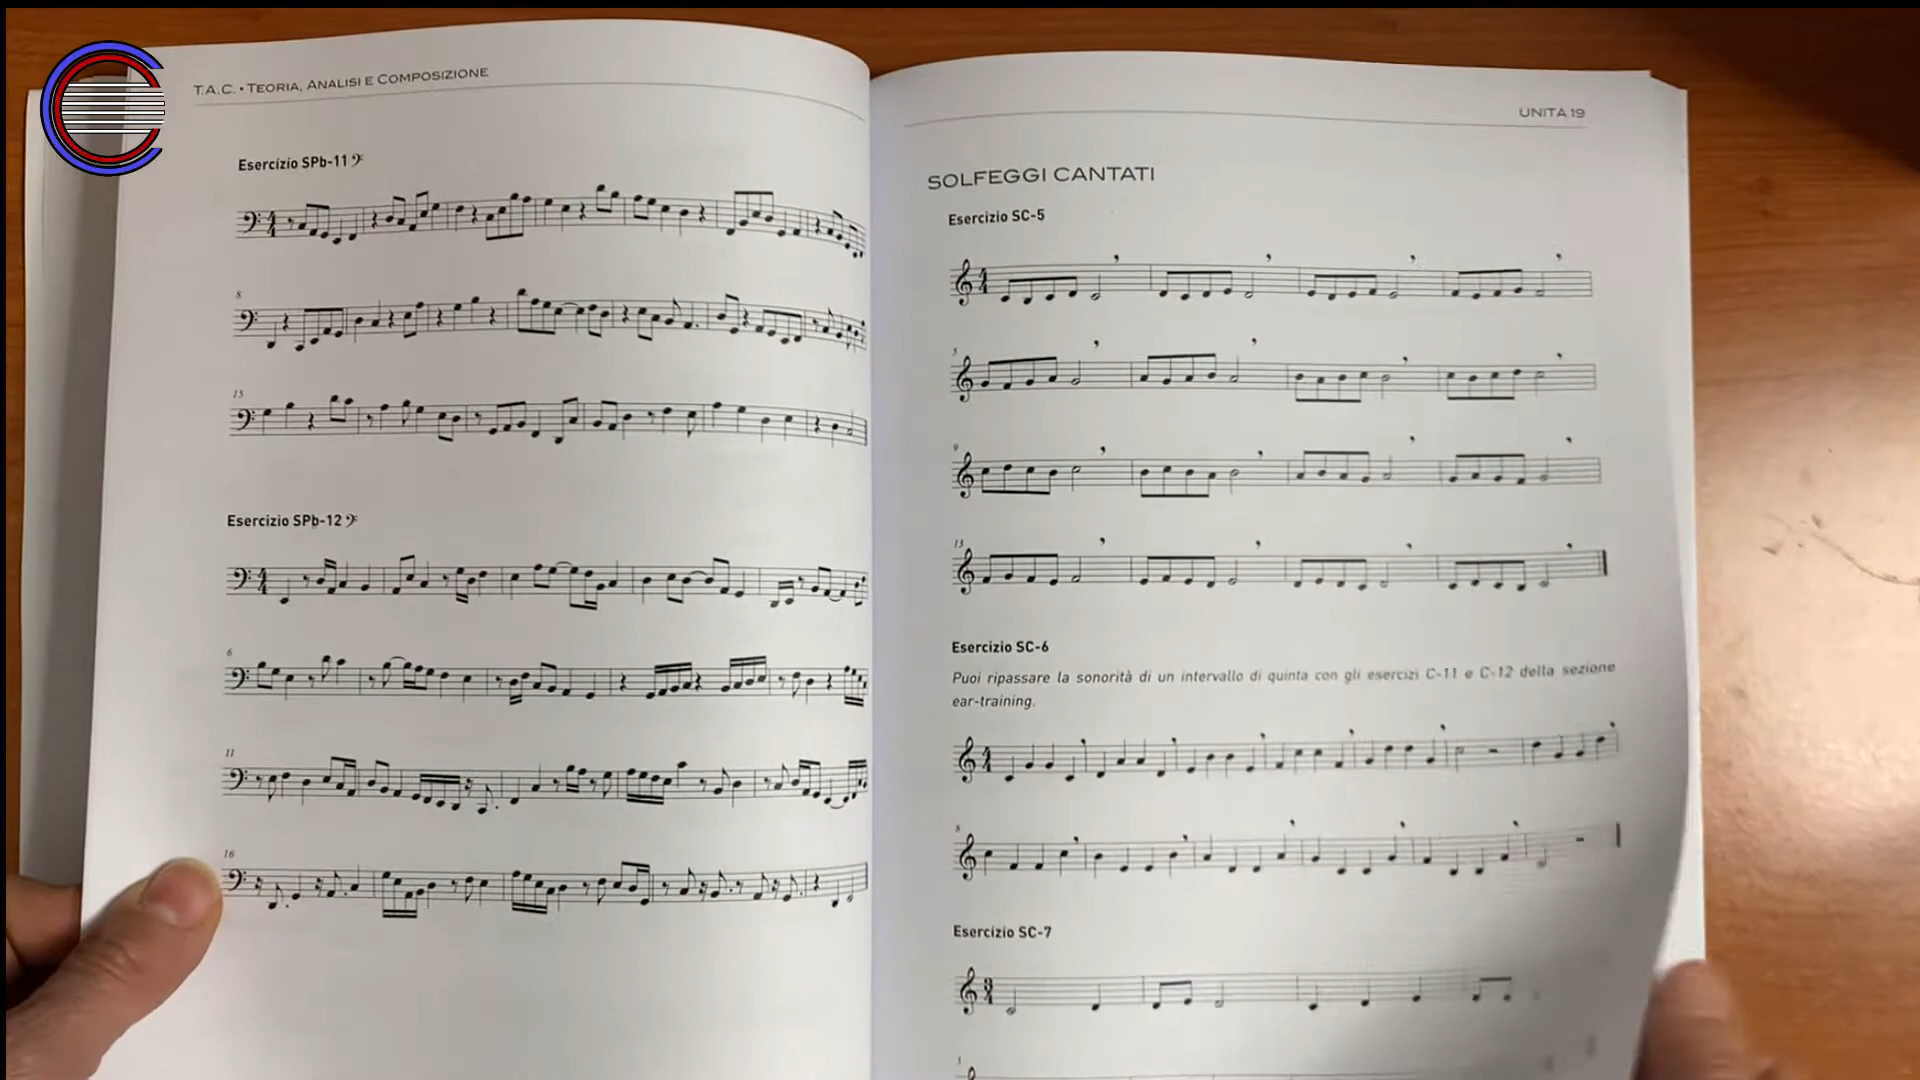 T.A.C. • TEORIA, ANALISI E COMPOSIZIONE
Esercizio SPb-11
8
15
Esercizio SPb-12
6
11
16
UNITA 19
SOLFEGGI CANTATI
Esercizio SC-5
5
9
13
Esercizio SC-6
Puoi ripassare la sonorità di un intervallo di quinta con gli esercizi C-11 e C-12 della sezione
ear-training.
8
Esercizio SC-7